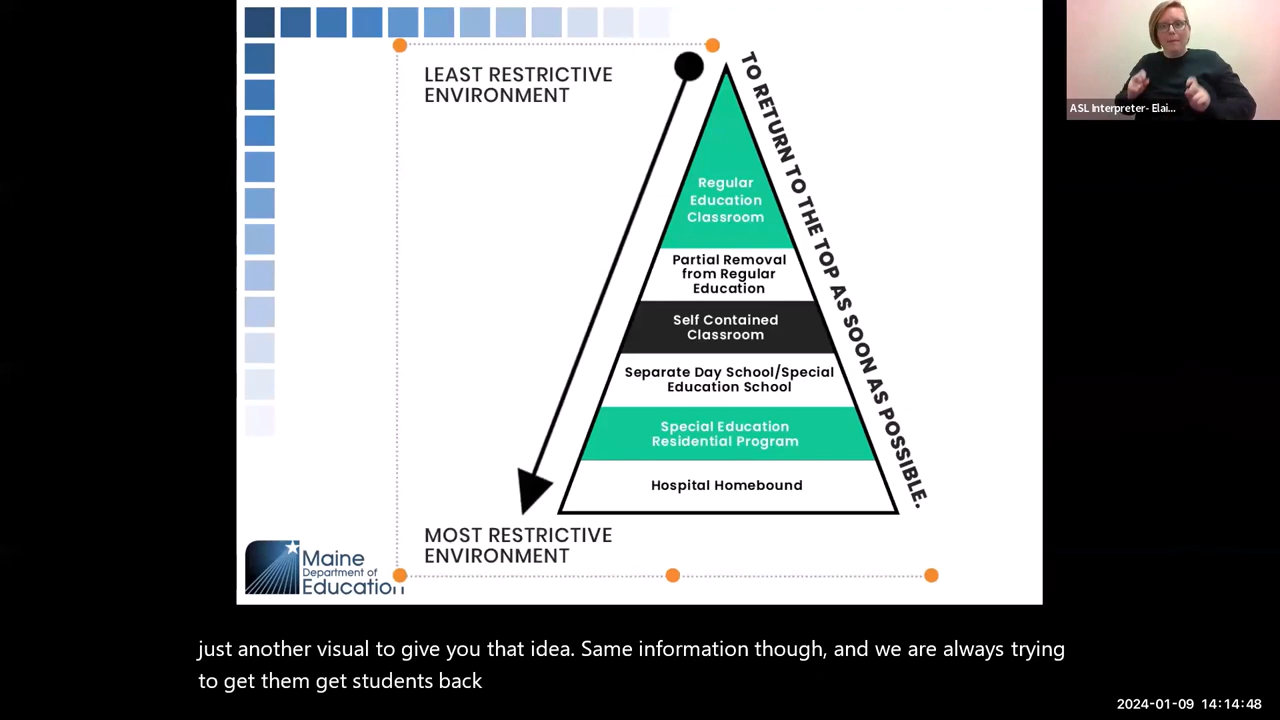 LEAST RESTRICTIVE
ENVIRONMENT
TO RETURN TO THE TOP AS SOON AS POSSIBLE.
Regular
Education
Classroom
Partial Removal
from Regular
Education
Self Contained
Classroom
Separate Day School/Special
Education School
Special Education
Residential Program
Hospital Homebound
MOST RESTRICTIVE
ENVIRONMENT
Maine
Department of
Education
ASL Interpreter- Elai...
just another visual to give you that idea. Same information though, and we are always trying
to get them get students back
2024-01-09 14:14:48